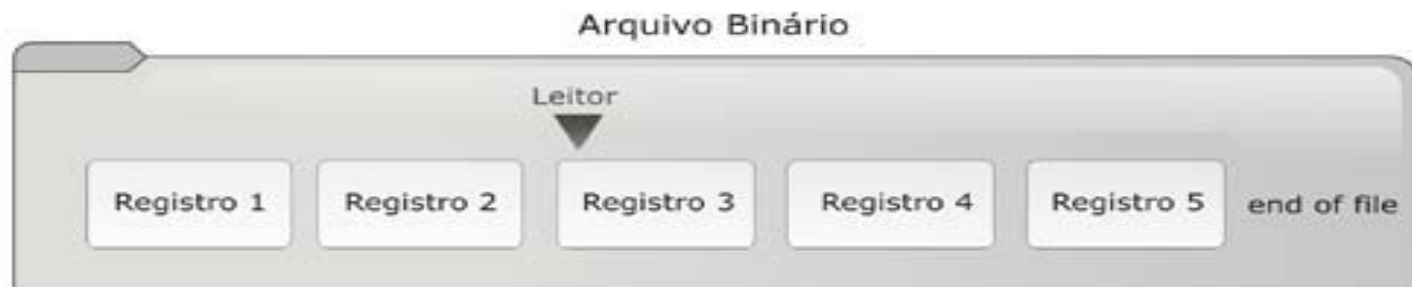 Arquivo Binário
Leitor
Registro 1 Registro 2 Registro 3 Registro 4 Registro 5 end of file